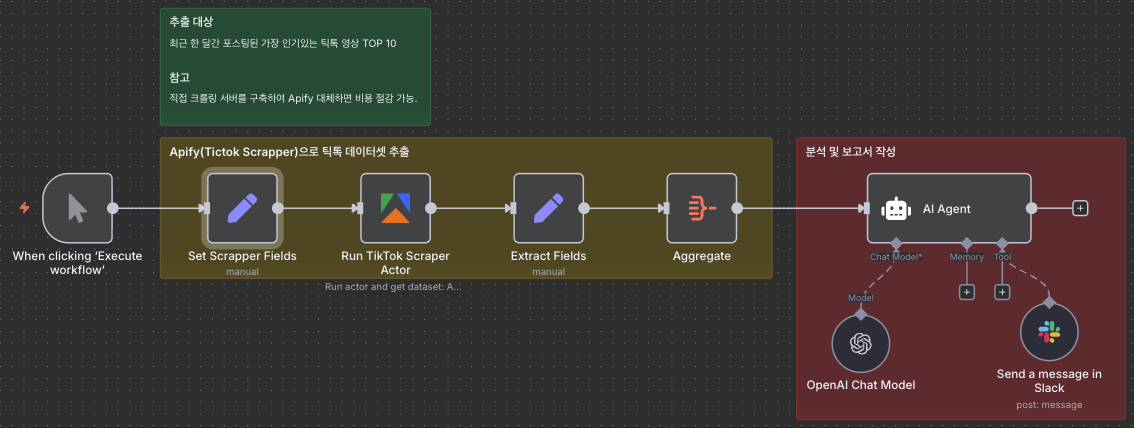 추출 대상
최근 한 달간 포스팅된 가장 인기있는 틱톡 영상 TOP 10
참고
직접 크롤링 서버를 구축하여 Apify 대체하면 비용 절감 가능.
Apify(Tictok Scrapper)으로 틱톡 데이터셋 추출
분석 및 보고서 작성
When clicking ‘Execute
workflow’
Set Scrapper Fields
manual
Run TikTok Scraper
Actor
Run actor and get dataset: A...
Extract Fields
manual
Aggregate
AI Agent
Chat Model*
Memory
Tool
Model
OpenAI Chat Model
Send a message in
Slack
post: message